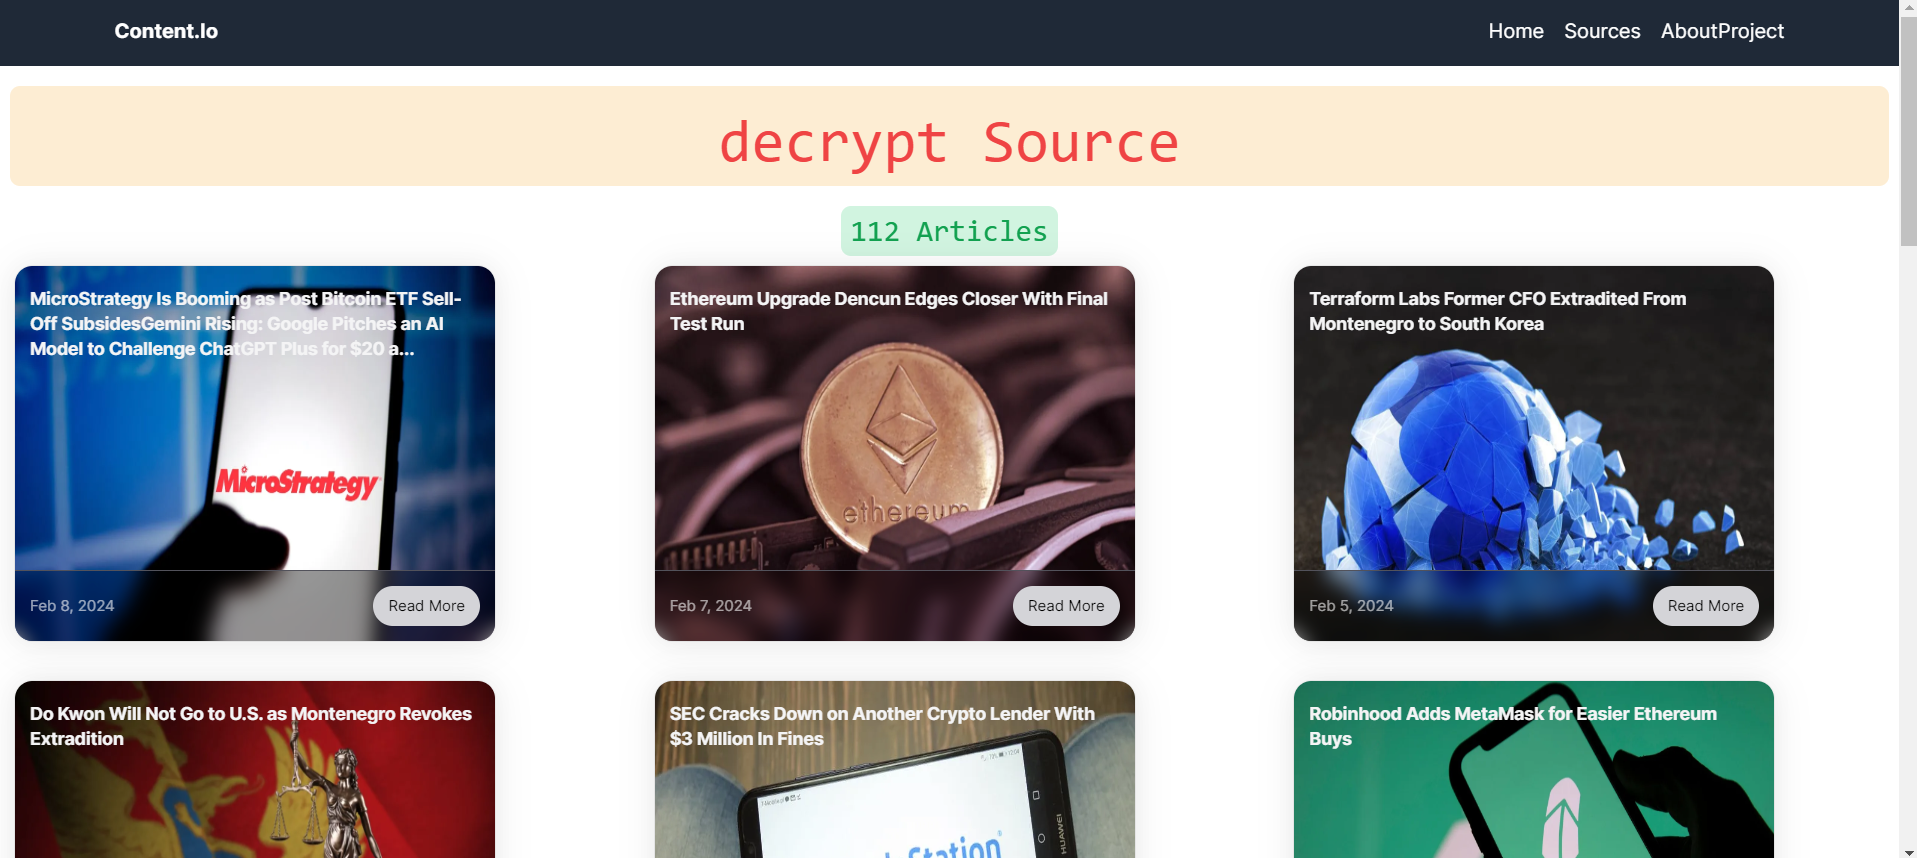 Content.Io
Home Sources AboutProject
decrypt Source
112 Articles
MicroStrategy Is Booming as Post Bitcoin ETF Sell-
Off SubsidesGemini Rising: Google Pitches an AI
Model to Challenge ChatGPT Plus for $20 a...
MicroStrategy
Feb 8, 2024
Read More
Ethereum Upgrade Dencun Edges Closer With Final
Test Run
ethereum
Feb 7, 2024
Read More
Terraform Labs Former CFO Extradited From
Montenegro to South Korea
Feb 5, 2024
Read More
Do Kwon Will Not Go to U.S. as Montenegro Revokes
Extradition
SEC Cracks Down on Another Crypto Lender With
$3 Million In Fines
HUAWEI
Station
Robinhood Adds MetaMask for Easier Ethereum
Buys